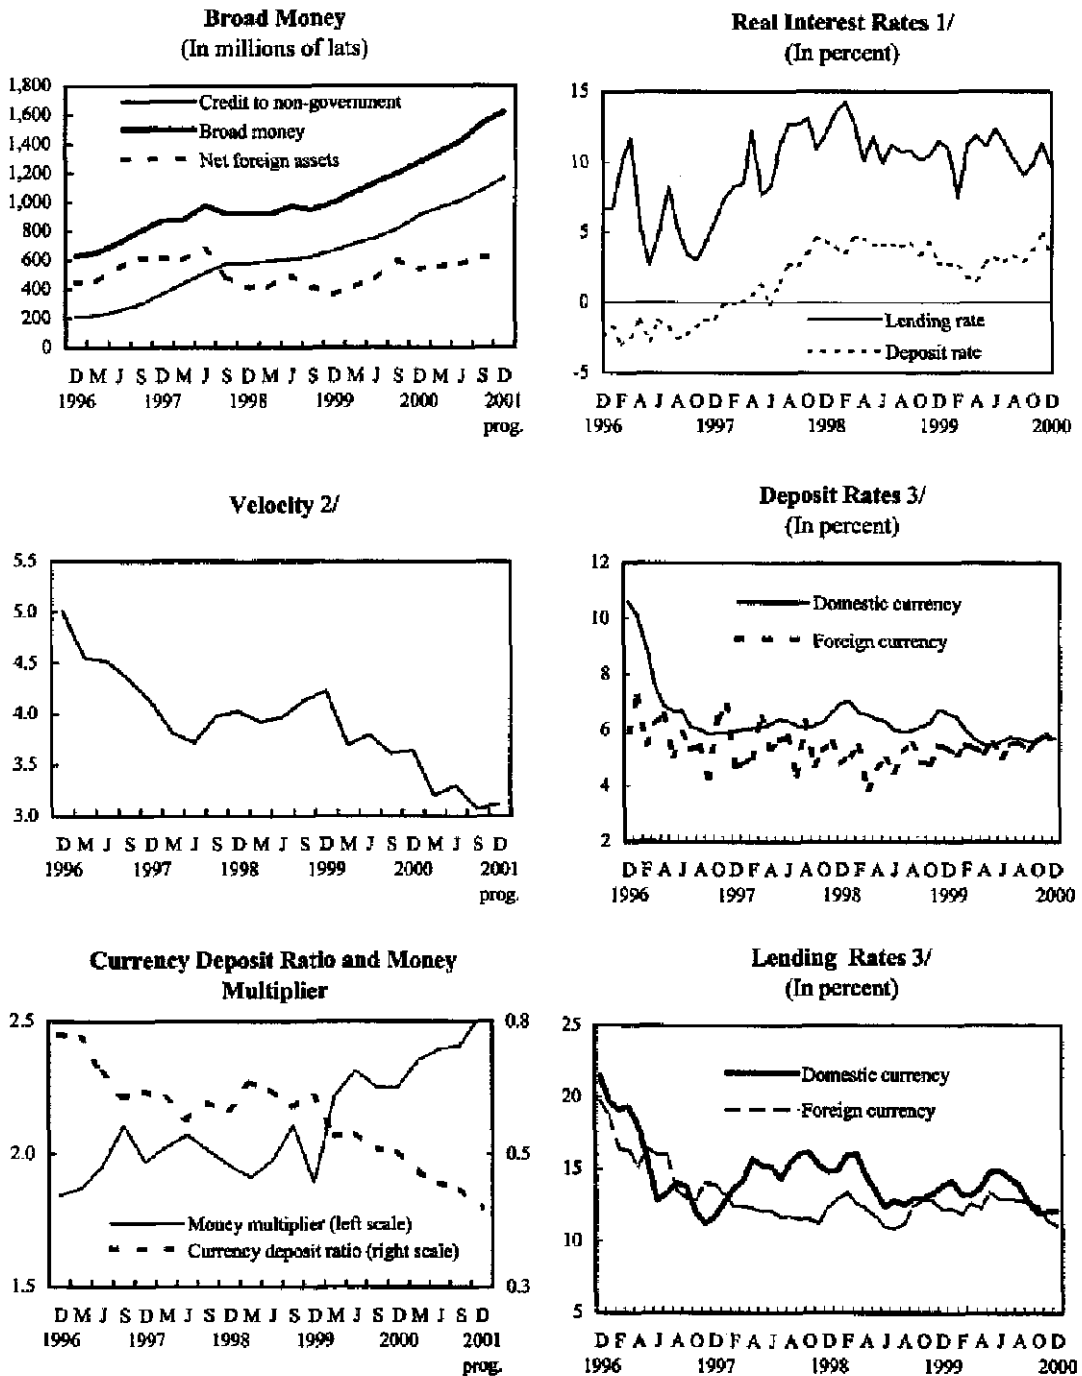 Broad Money
(In millions of lats)
1,800
1,600
1,400
1,200
1,000
800
600
400
200
0
Credit to non-government
Broad money
Net foreign assets
D M J S D M J S D M J S D M J S D M J S D
1996 1997 1998 1999 2000 2001
prog.
Real Interest Rates 1/
(In percent)
15
10
5
0
-5
Lending rate
Deposit rate
D F A J A O D F A J A O D F A J A O D F A J A O D
1996 1997 1998 1999 2000
Velocity 2/
5.5
5.0
4.5
4.0
3.5
3.0
D M J S D M J S D M J S D M J S D M J S D
1996 1997 1998 1999 2000 2001
prog.
Deposit Rates 3/
(In percent)
12
10
8
6
4
2
Domestic currency
Foreign currency
D F A J A O D F A J A O D F A J A O D F A J A O D
1996 1997 1998 1999 2000
Currency Deposit Ratio and Money
Multiplier
2.5
2.0
1.5
0.8
0.5
0.3
Money multiplier (left scale)
Currency deposit ratio (right scale)
D M J S D M J S D M J S D M J S D M J S D
1996 1997 1998 1999 2000 2001
prog.
Lending Rates 3/
(In percent)
25
20
15
10
5
Domestic currency
Foreign currency
D F A J A O D F A J A O D F A J A O D F A J A O D
1996 1997 1998 1999 2000